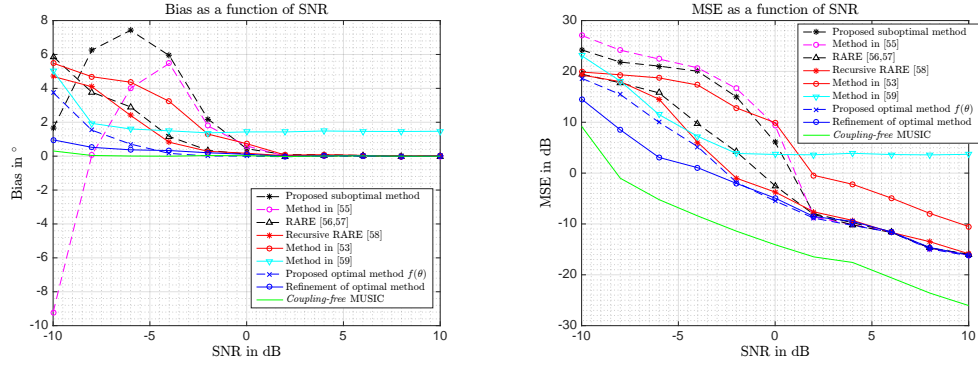 Bias as a function of SNR
8
6
4
2
0
-2
-4
-6
-8
-10
Bias in °
-10
-5
0
5
10
SNR in dB
Proposed suboptimal method
Method in [55]
RARE [56,57]
Recursive RARE [58]
Method in [53]
Method in [59]
Proposed optimal method f(θ)
Refinement of optimal method
Coupling-free MUSIC
MSE as a function of SNR
30
20
10
0
-10
-20
-30
MSE in dB
-10
-5
0
5
10
SNR in dB
Proposed suboptimal method
Method in [55]
RARE [56,57]
Recursive RARE [58]
Method in [53]
Method in [59]
Proposed optimal method f(θ)
Refinement of optimal method
Coupling-free MUSIC